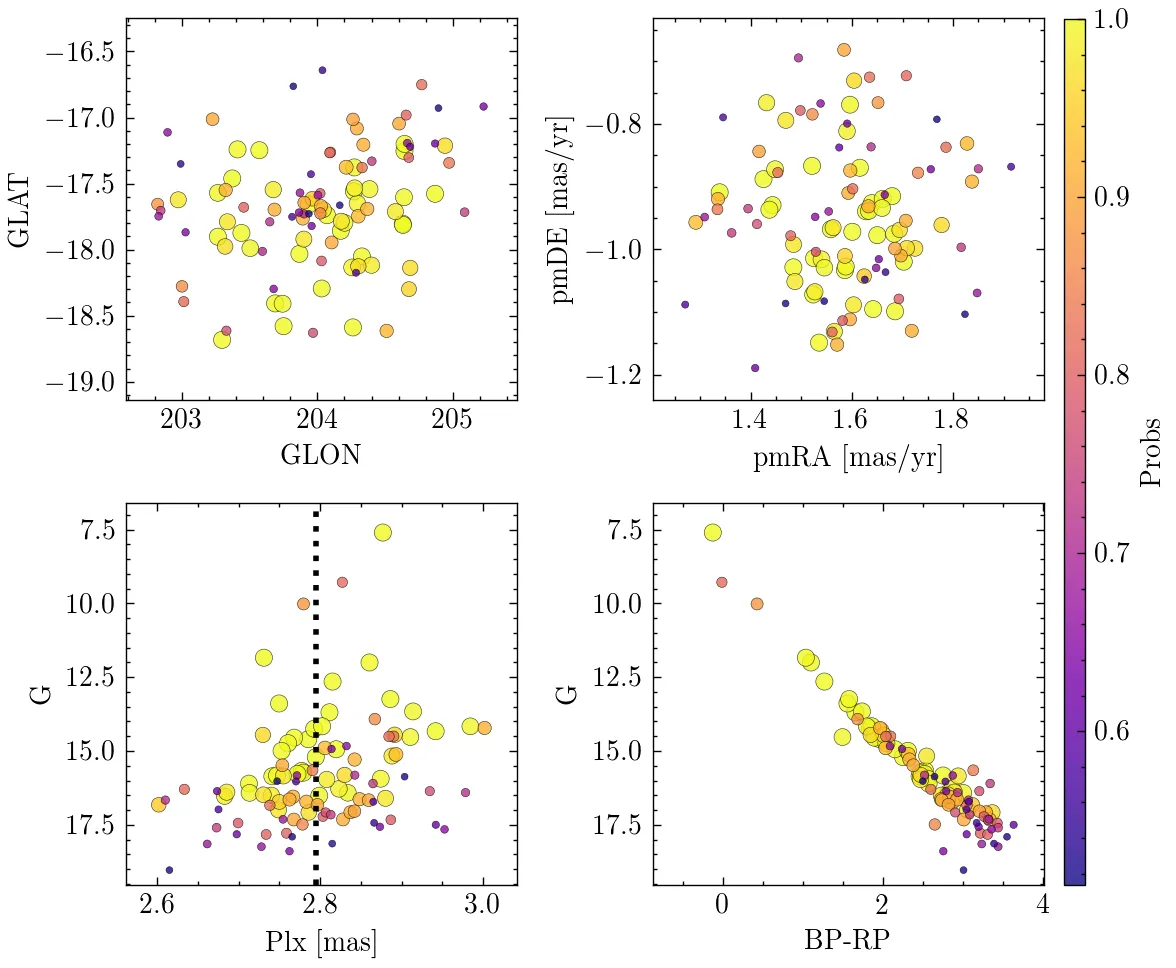 −16.5
−17.0
−17.5
−18.0
−18.5
−19.0
GLAT
203 204 205
GLON
−0.8
−1.0
−1.2
pmDE [mas/yr]
1.4 1.6 1.8
pmRA [mas/yr]
7.5
10.0
12.5
15.0
17.5
G
2.6 2.8 3.0
Plx [mas]
7.5
10.0
12.5
15.0
17.5
G
0 2 4
BP-RP
1.0
0.9
0.8
0.7
0.6
Probs